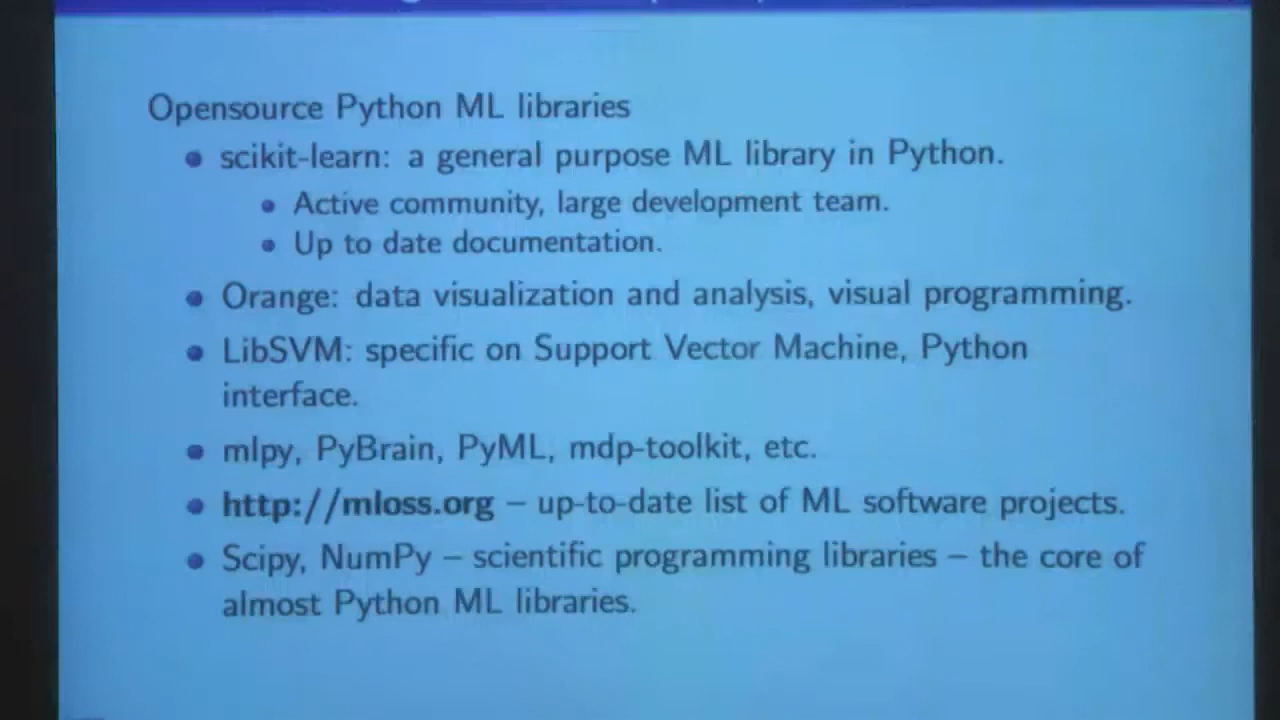 Opensource Python ML libraries
scikit-learn: a general purpose ML library in Python.
Active community, large development team.
Up to date documentation.
Orange: data visualization and analysis, visual programming.
LibSVM: specific on Support Vector Machine, Python
interface.
mlpy, PyBrain, PyML, mdp-toolkit, etc.
http://mloss.org – up-to-date list of ML software projects.
Scipy, NumPy – scientific programming libraries – the core of
almost Python ML libraries.